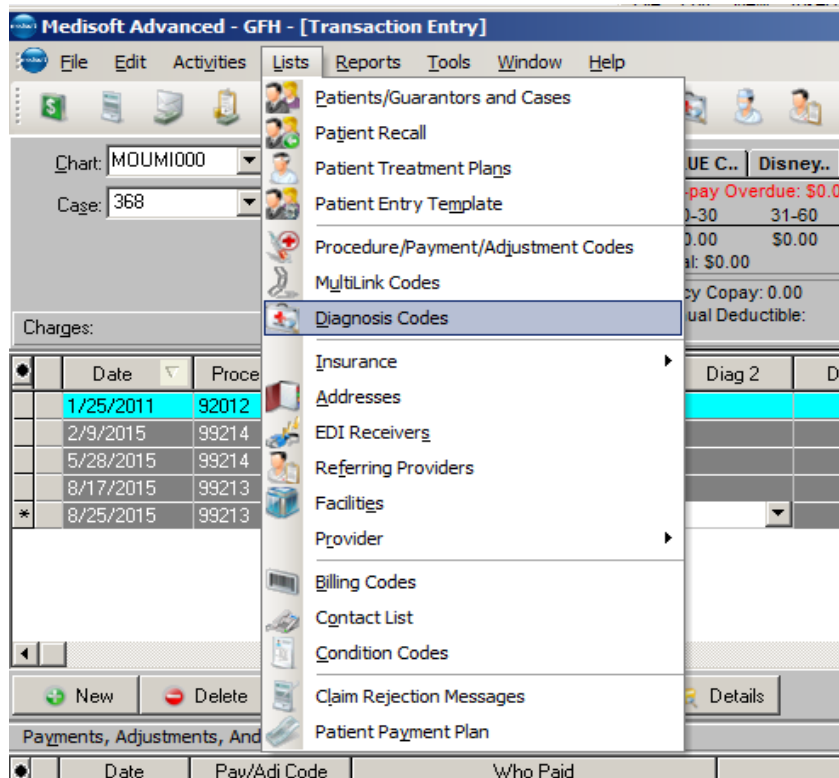 Medisoft Advanced - GFH - [Transaction Entry]
File Edit Activities Lists Reports Tools Window Help
Patients/Guarantors and Cases
Patient Recall
Patient Treatment Plans
Patient Entry Template
Procedure/Payment/Adjustment Codes
MultiLink Codes
Diagnosis Codes
Insurance
Addresses
EDI Receivers
Referring Providers
Facilities
Provider
Billing Codes
Contact List
Condition Codes
Claim Rejection Messages
Patient Payment Plan
Chart: MOUMI000
Case: 368
UE C.. Disney..
-pay Overdue: $0.0
0-30 31-60
0.00 $0.00
al: $0.00
cy Copay: 0.00
ual Deductible:
Charges:
Date Proce Diag 2 D
1/25/2011 92012
2/9/2015 99214
5/28/2015 99214
8/17/2015 99213
* 8/25/2015 99213
New Delete Details
Payments, Adjustments, And
Date Pay/Adj Code Who Paid